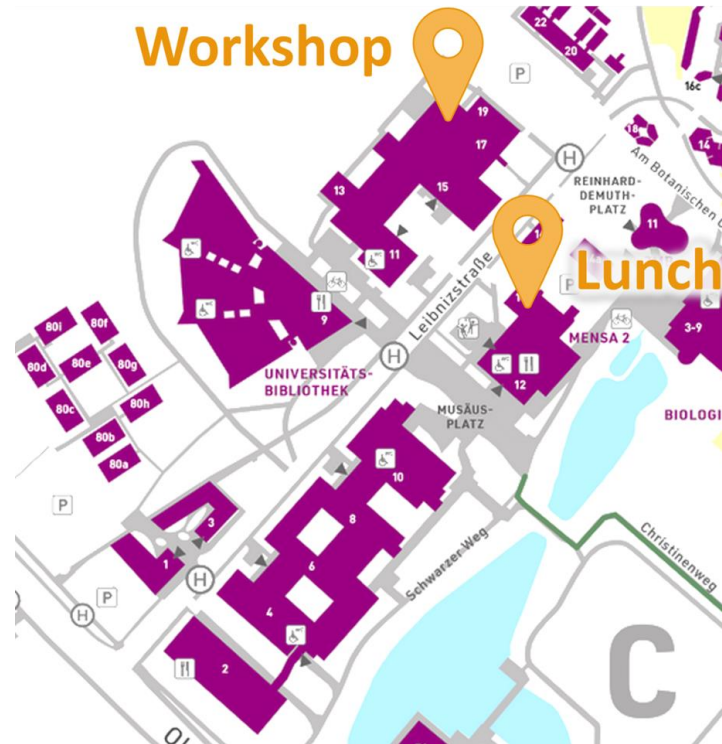 Workshop
22
20
P
16c
19
18
14
17
H
Am Botanischen
REINHARD-
DEMUTH-
PLATZ
13
15
11
11
Leibnizstraße
Lunch
P
9
3-9
80i
80f
80d
80e
80g
80c
80h
80b
80a
UNIVERSITÄTS-
BIBLIOTHEK
H
MENSA 2
12
MUSÄUS-
PLATZ
BIOLOGI
10
P
3
8
1
6
Schwarzer Weg
Christinenweg
H
P
H
4
2
C